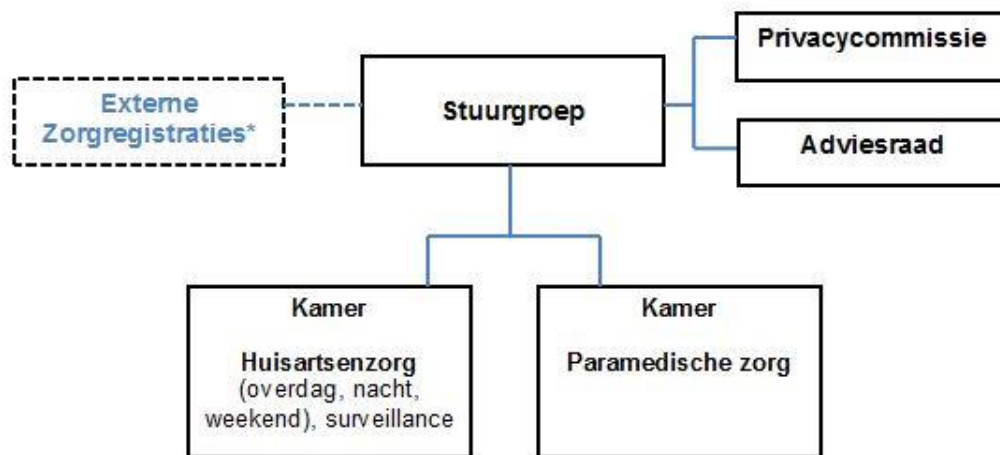 Privacycommissie
Externe
Zorgregistraties*
Stuurgroep
Adviesraad
Kamer
Huisartsenzorg
(overdag, nacht,
weekend), surveillance
Kamer
Paramedische zorg